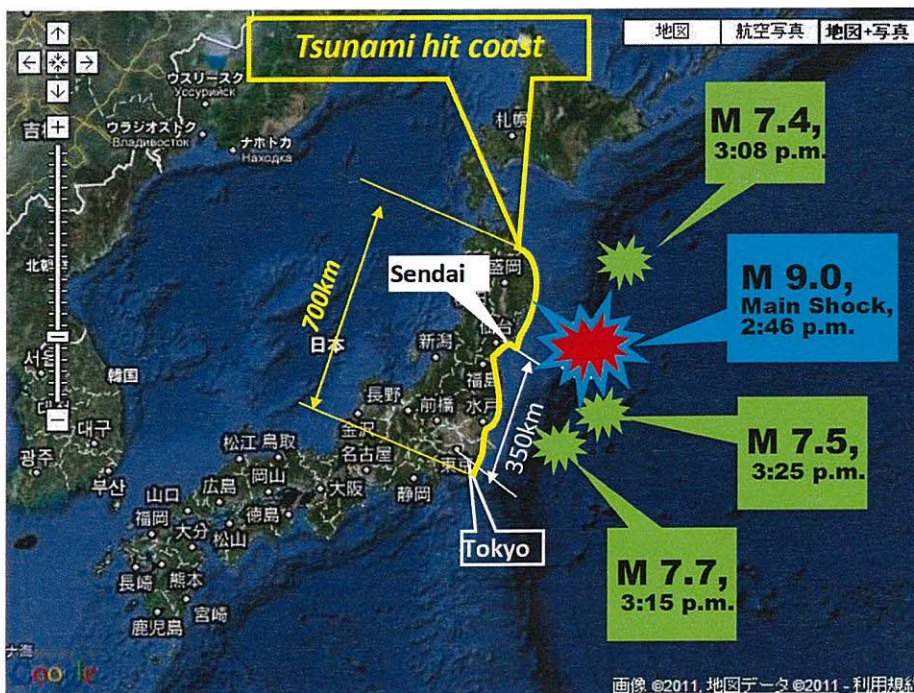 Tsunami hit coast
地図
航空写真
地図+写真
ウスリースク
Уссурийск
ウラジオストク
Владивосток
ナホトカ
Находка
札幌
M 7.4,
3:08 p.m.
盛岡
Sendai
仙台
M 9.0,
Main Shock,
2:46 p.m.
700km
日本
新潟
福島
韓国
서울
長野
前橋
水戸
350km
金沢
대구
광주
松江
鳥取
名古屋
東京
M 7.5,
3:25 p.m.
부산
山口
広島
岡山
大阪
静岡
福岡
大分
松山
徳島
Tokyo
M 7.7,
3:15 p.m.
長崎
熊本
宮崎
鹿児島
ナ海
Google
画像 ©2011, 地図データ ©2011 - 利用規約